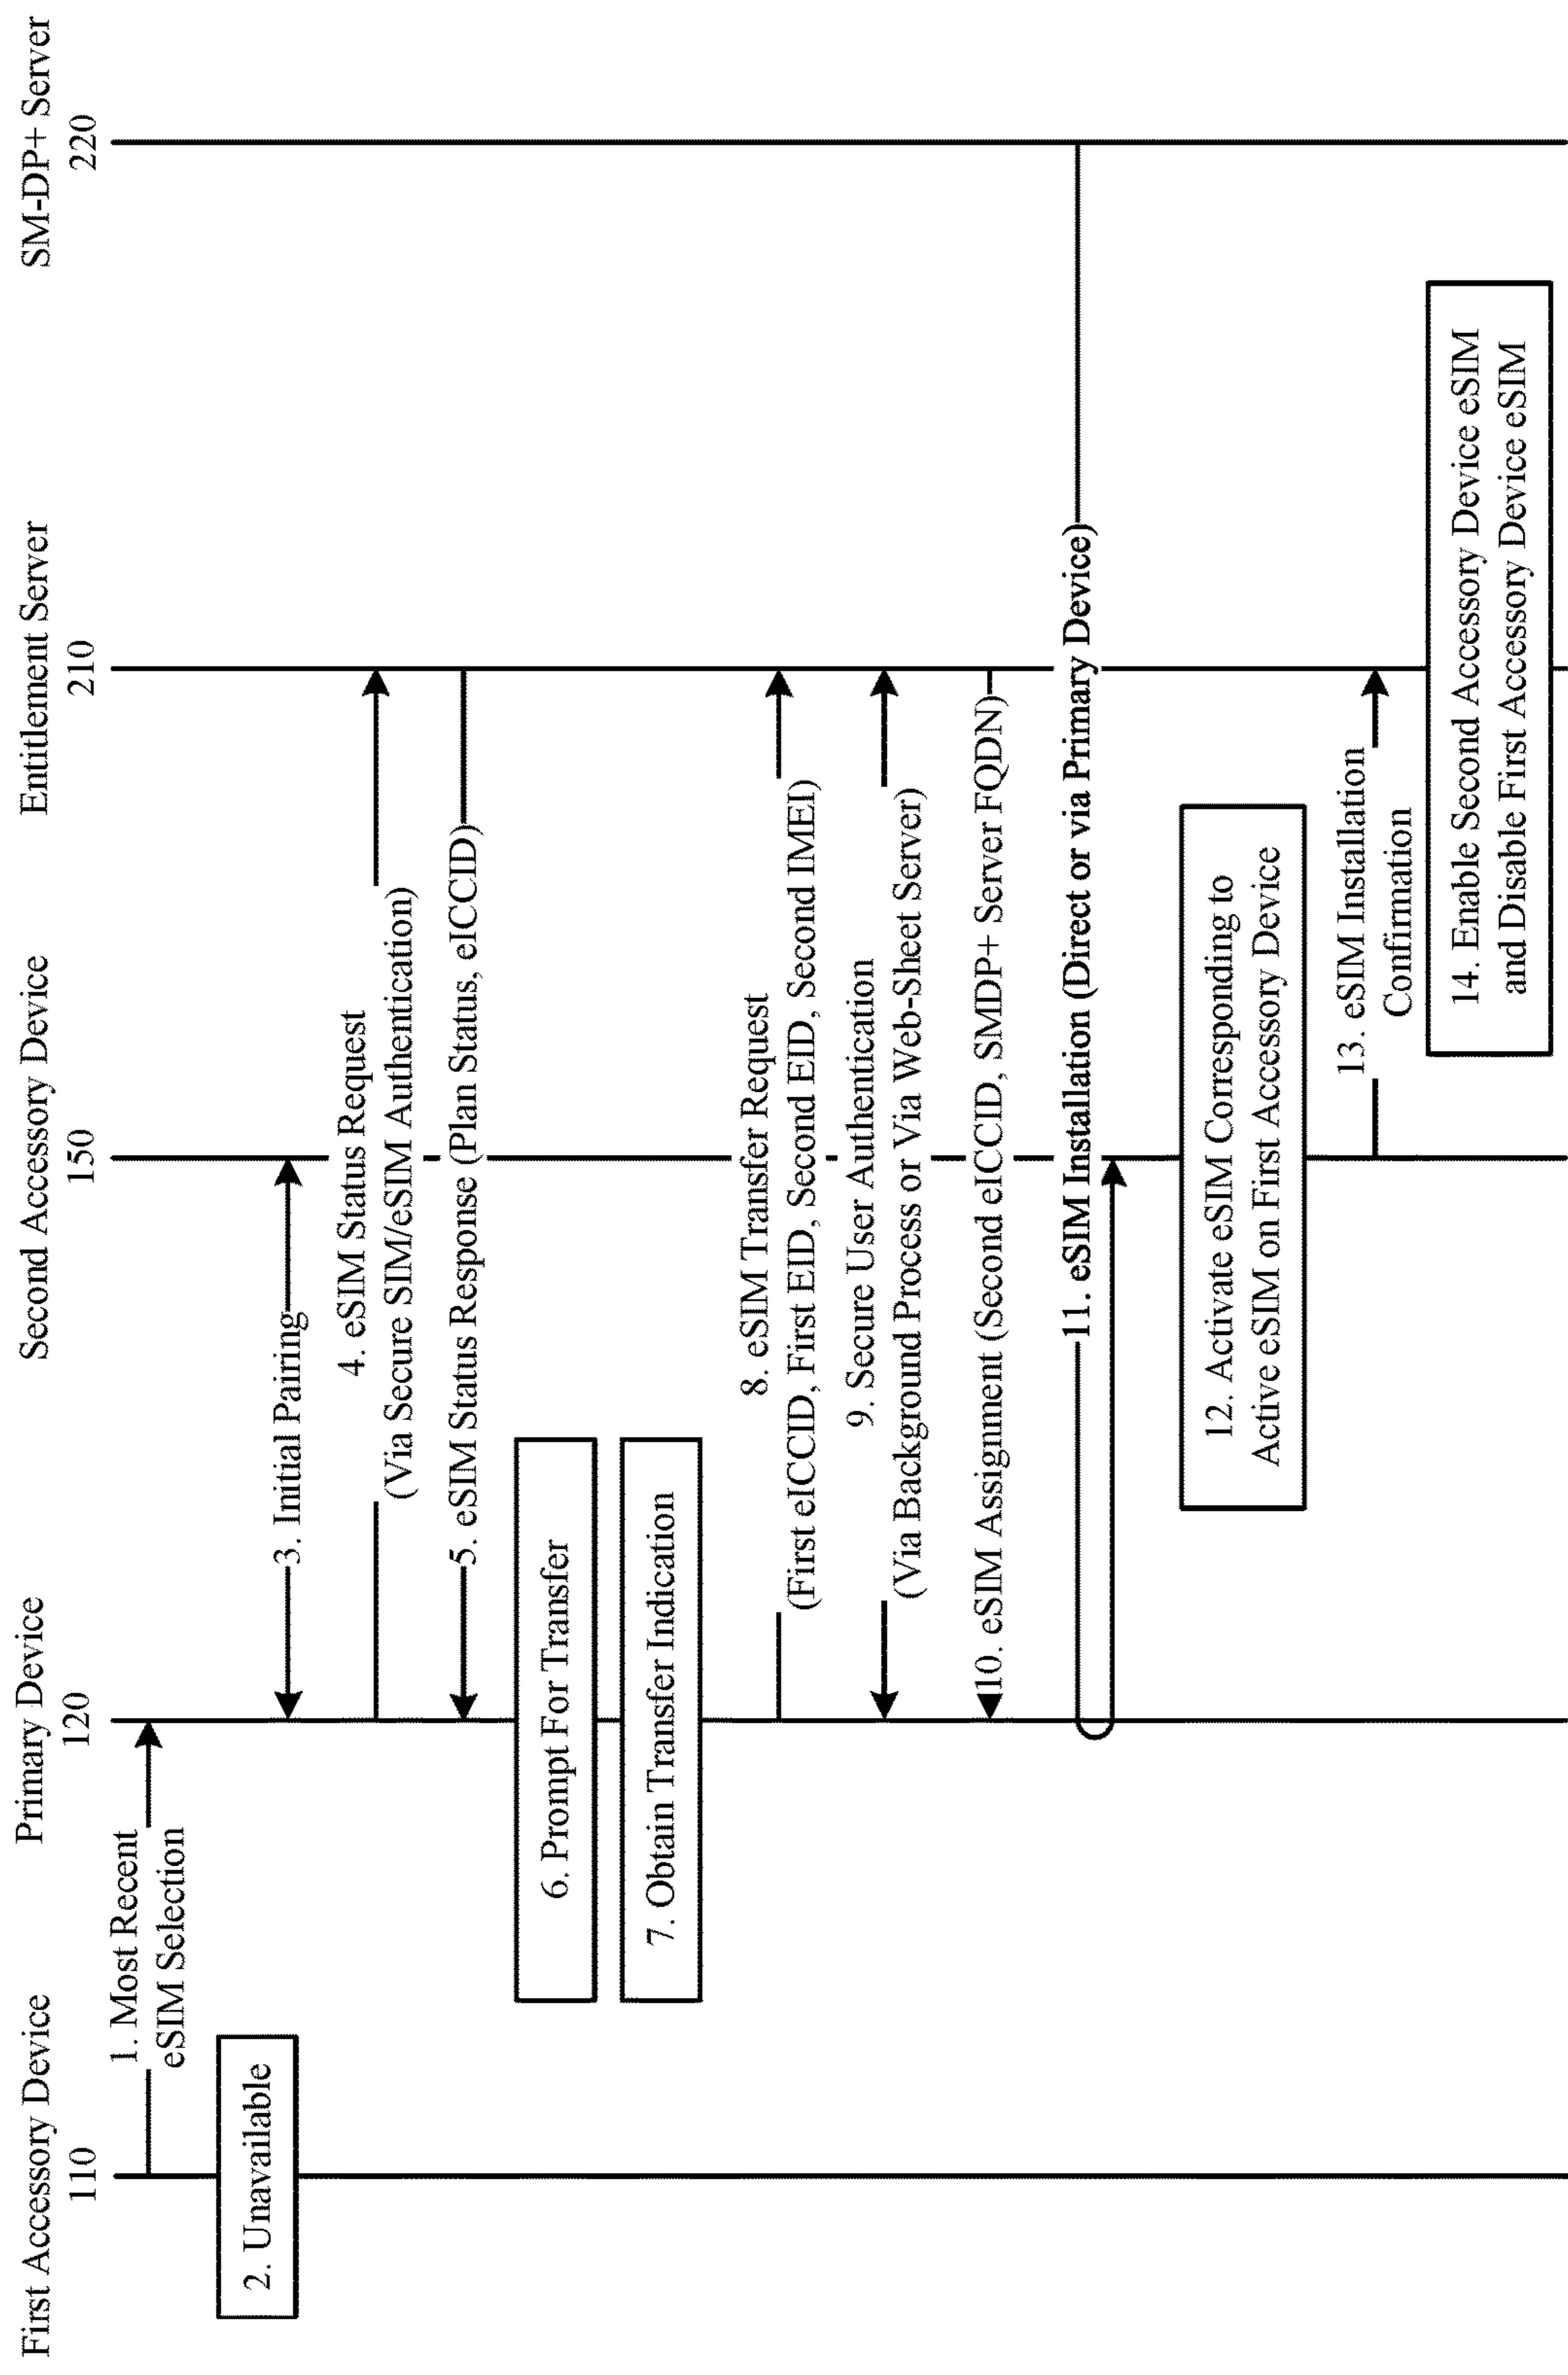 First Accessory Device
110
Primary Device
120
Second Accessory Device
150
Entitlement Server
210
SM-DP+ Server
220
1. Most Recent
eSIM Selection
2. Unavailable
3. Initial Pairing
4. eSIM Status Request
(Via Secure SIM/eSIM Authentication)
5. eSIM Status Response (Plan Status, eICCID)
6. Prompt For Transfer
7. Obtain Transfer Indication
8. eSIM Transfer Request
(First eICCID, First EID, Second EID, Second IMEI)
9. Secure User Authentication
(Via Background Process or Via Web-Sheet Server)
10. eSIM Assignment (Second eICCID, SMDP+ Server FQDN)
11. eSIM Installation (Direct or via Primary Device)
12. Activate eSIM Corresponding to
Active eSIM on First Accessory Device
13. eSIM Installation
Confirmation
14. Enable Second Accessory Device eSIM
and Disable First Accessory Device eSIM